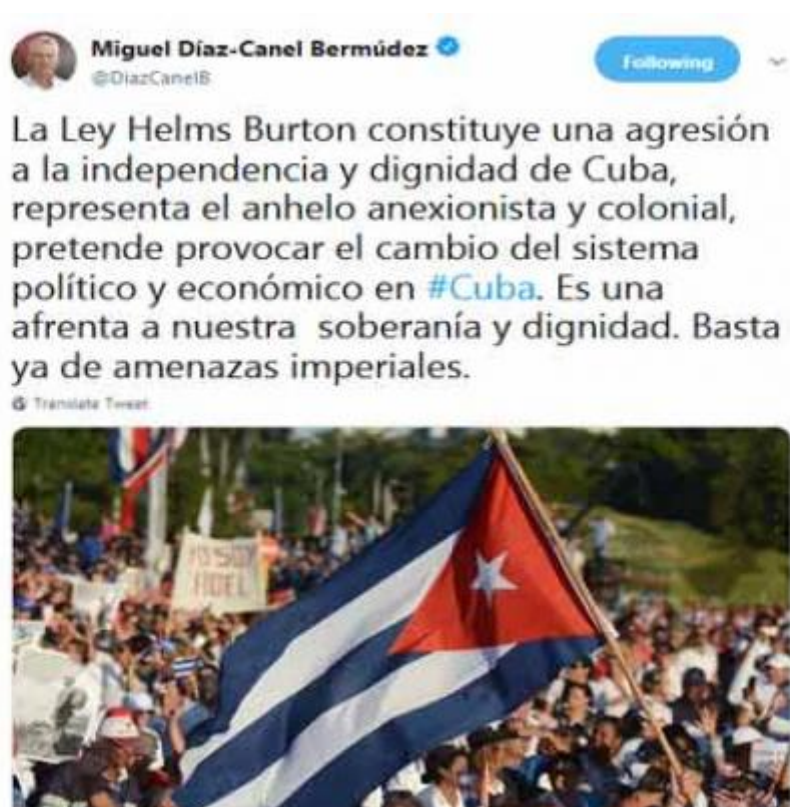 Miguel Díaz-Canel Bermúdez
@DiazCanelB
Following
La Ley Helms Burton constituye una agresión
a la independencia y dignidad de Cuba,
representa el anhelo anexionista y colonial,
pretende provocar el cambio del sistema
político y económico en #Cuba. Es una
afrenta a nuestra soberanía y dignidad. Basta
ya de amenazas imperiales.
Translate Tweet
YO SOY
FIDEL